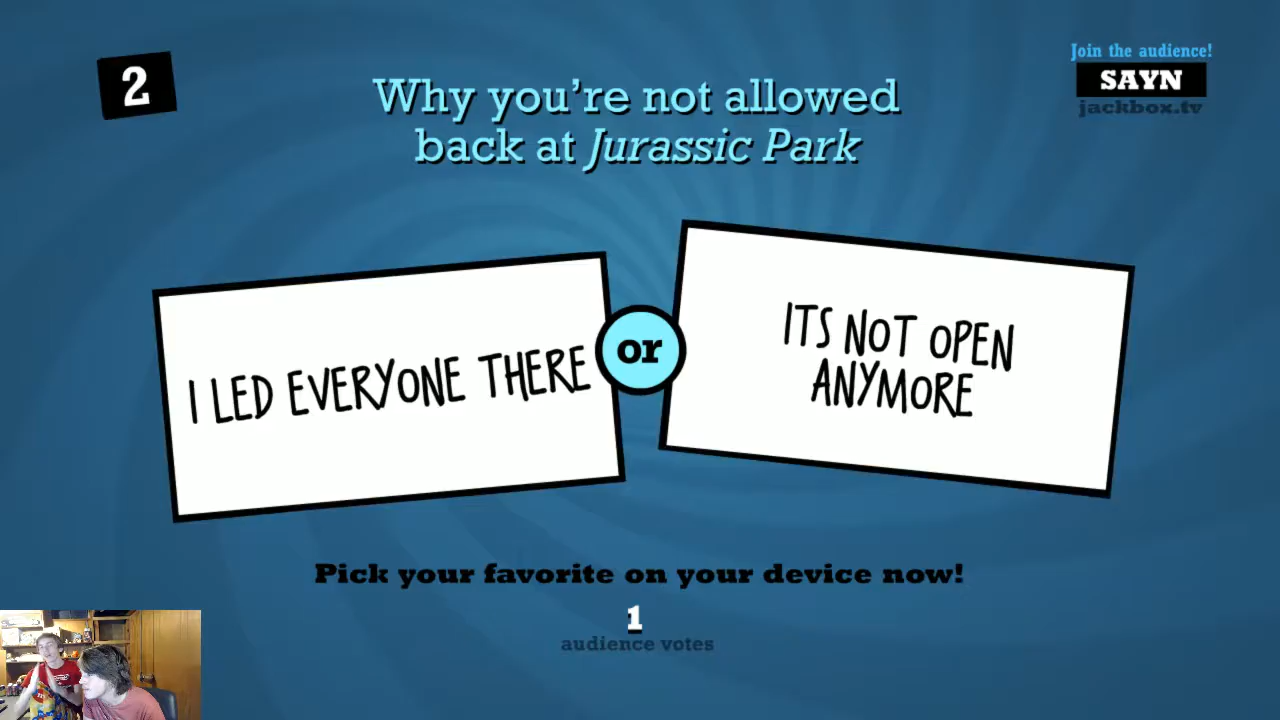 2
Why you're not allowed
back at Jurassic Park
Join the audience!
SAYN
jackbox.tv
I LED EVERYONE THERE
or
ITS NOT OPEN
ANYMORE
Pick your favorite on your device now!
1
audience votes